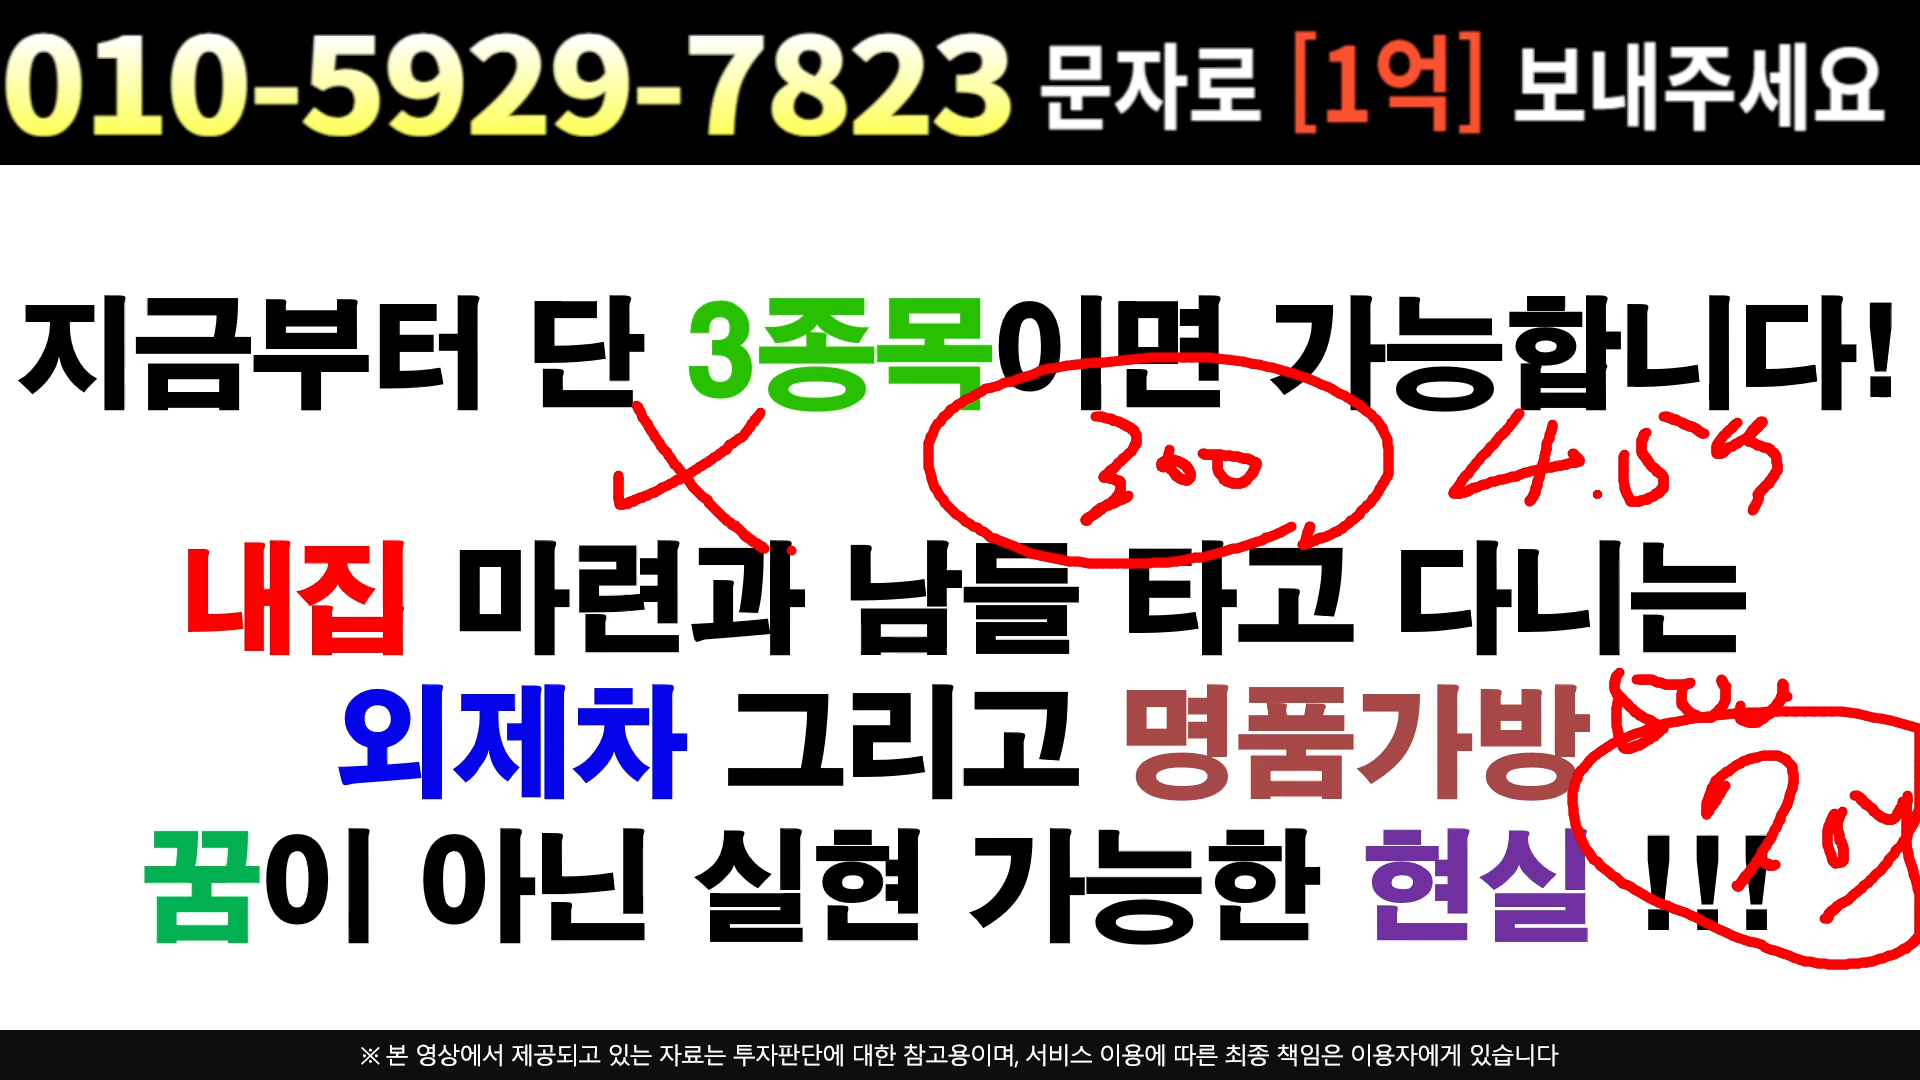 010-5929-7823 문자로 [1억] 보내주세요
지금부터 단 3종목이면 가능합니다!
300
4.5억
내집 마련과 남들 타고 다니는
외제차 그리고 명품가방
꿈이 아닌 실현 가능한 현실 !!!
※ 본 영상에서 제공되고 있는 자료는 투자판단에 대한 참고용이며, 서비스 이용에 따른 최종 책임은 이용자에게 있습니다